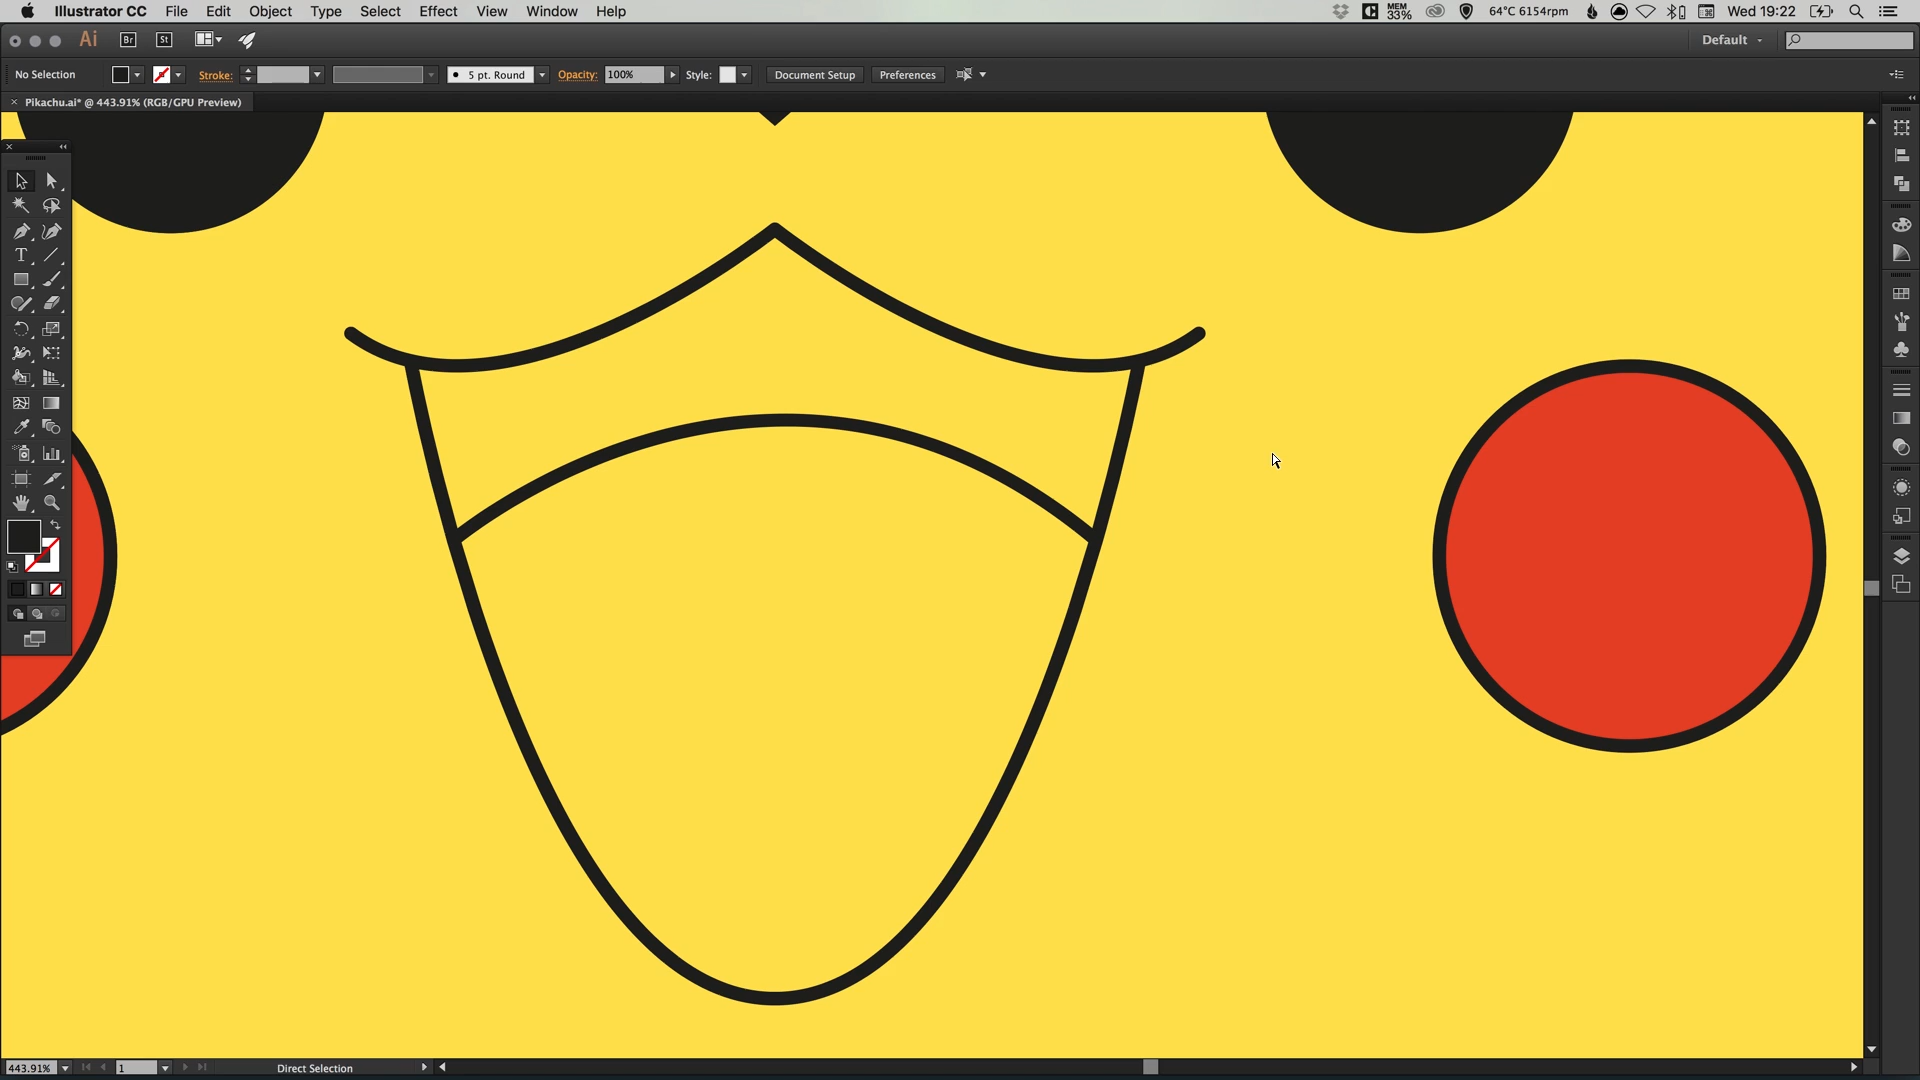 Illustrator CC File Edit Object Type Select Effect View Window Help MEM 33% 64°C 6154rpm Wed 19:22
Ai Br St Default
No Selection Stroke: 5 pt. Round Opacity: 100% Style: Document Setup Preferences
× Pikachu.ai* @ 443.91% (RGB/GPU Preview)
T
443.91% 1 Direct Selection